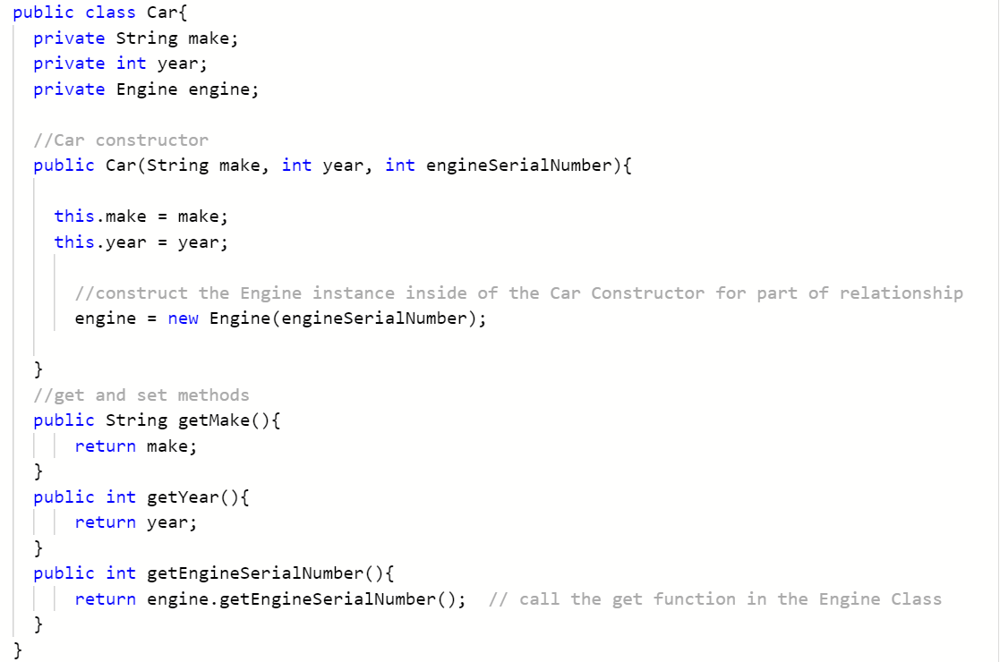 public class Car{
private String make;
private int year;
private Engine engine;
//Car constructor
public Car(String make, int year, int engineSerialNumber){
this.make = make;
this.year = year;
//construct the Engine instance inside of the Car Constructor for part of relationship
engine = new Engine(engineSerialNumber);
}
//get and set methods
public String getMake(){
return make;
}
public int getYear(){
return year;
}
public int getEngineSerialNumber(){
return engine.getEngineSerialNumber();  // call the get function in the Engine Class
}
}